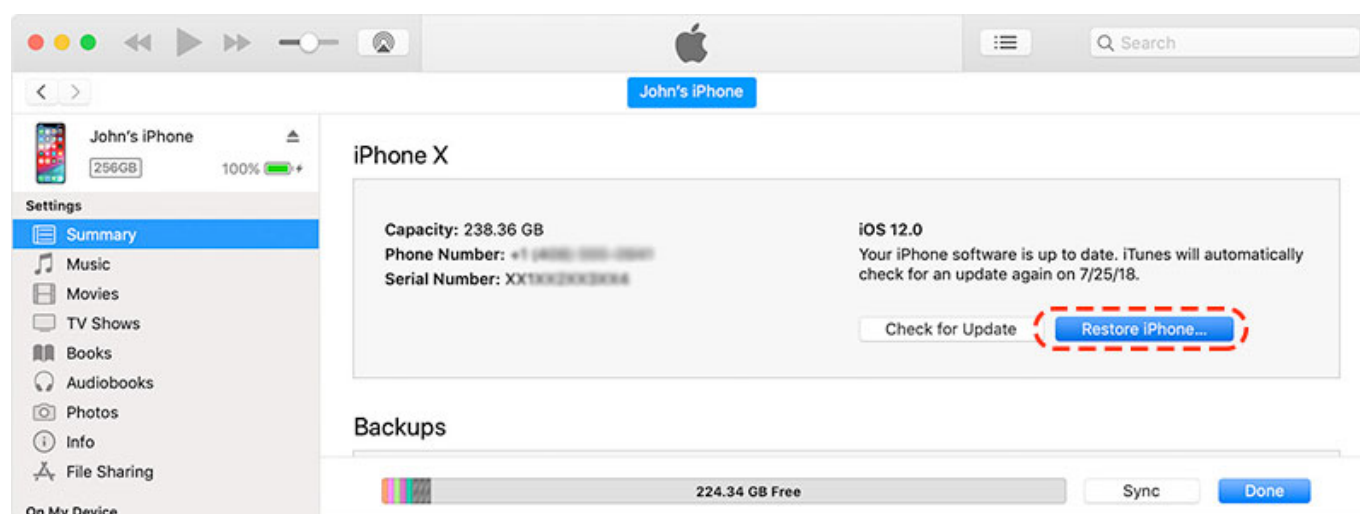 Search
John's iPhone
John's iPhone
256GB
100%
Settings
Summary
Music
Movies
TV Shows
Books
Audiobooks
Photos
Info
File Sharing
On My Device
iPhone X
Capacity: 238.36 GB
Phone Number:
Serial Number:
iOS 12.0
Your iPhone software is up to date. iTunes will automatically
check for an update again on 7/25/18.
Check for Update
Restore iPhone...
Backups
224.34 GB Free
Sync
Done